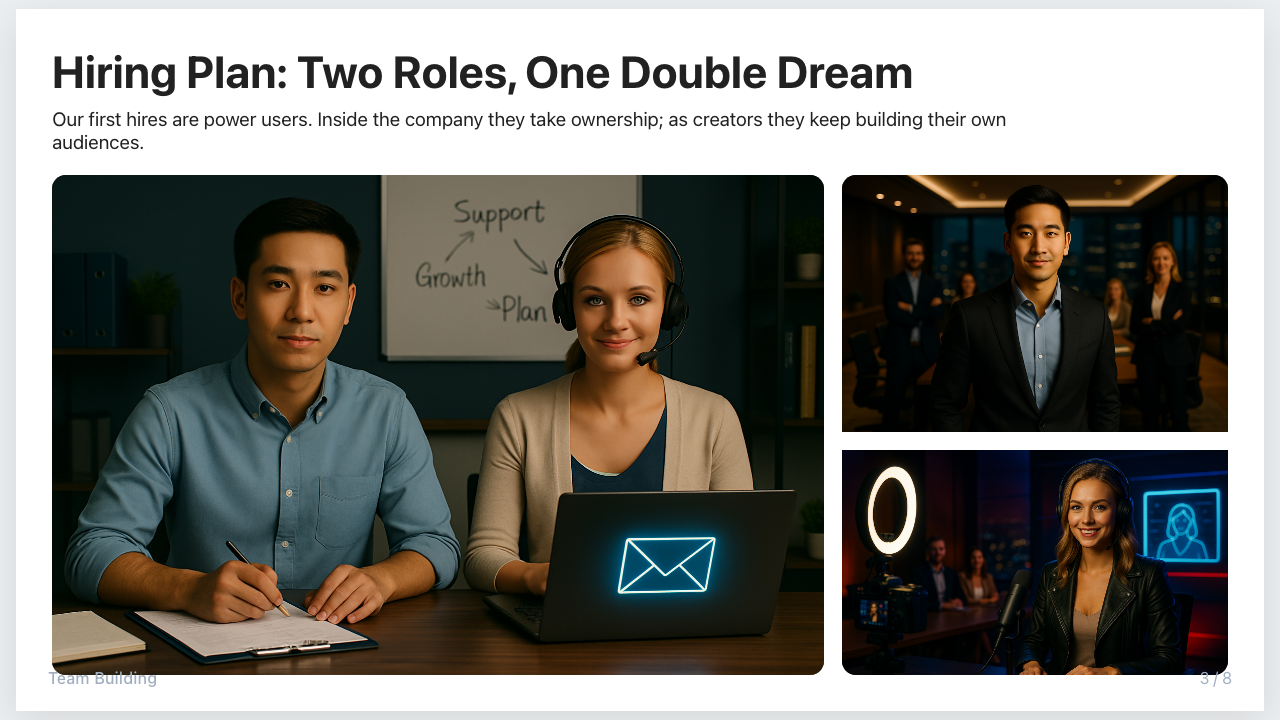 Hiring Plan: Two Roles, One Double Dream
Our first hires are power users. Inside the company they take ownership; as creators they keep building their own
audiences.
Support
Growth
Plan
Team Building
3 / 8